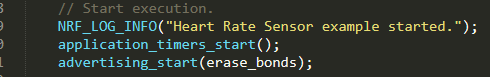 // Start execution.
NRF_LOG_INFO("Heart Rate Sensor example started.");
application_timers_start();
advertising_start(erase_bonds);